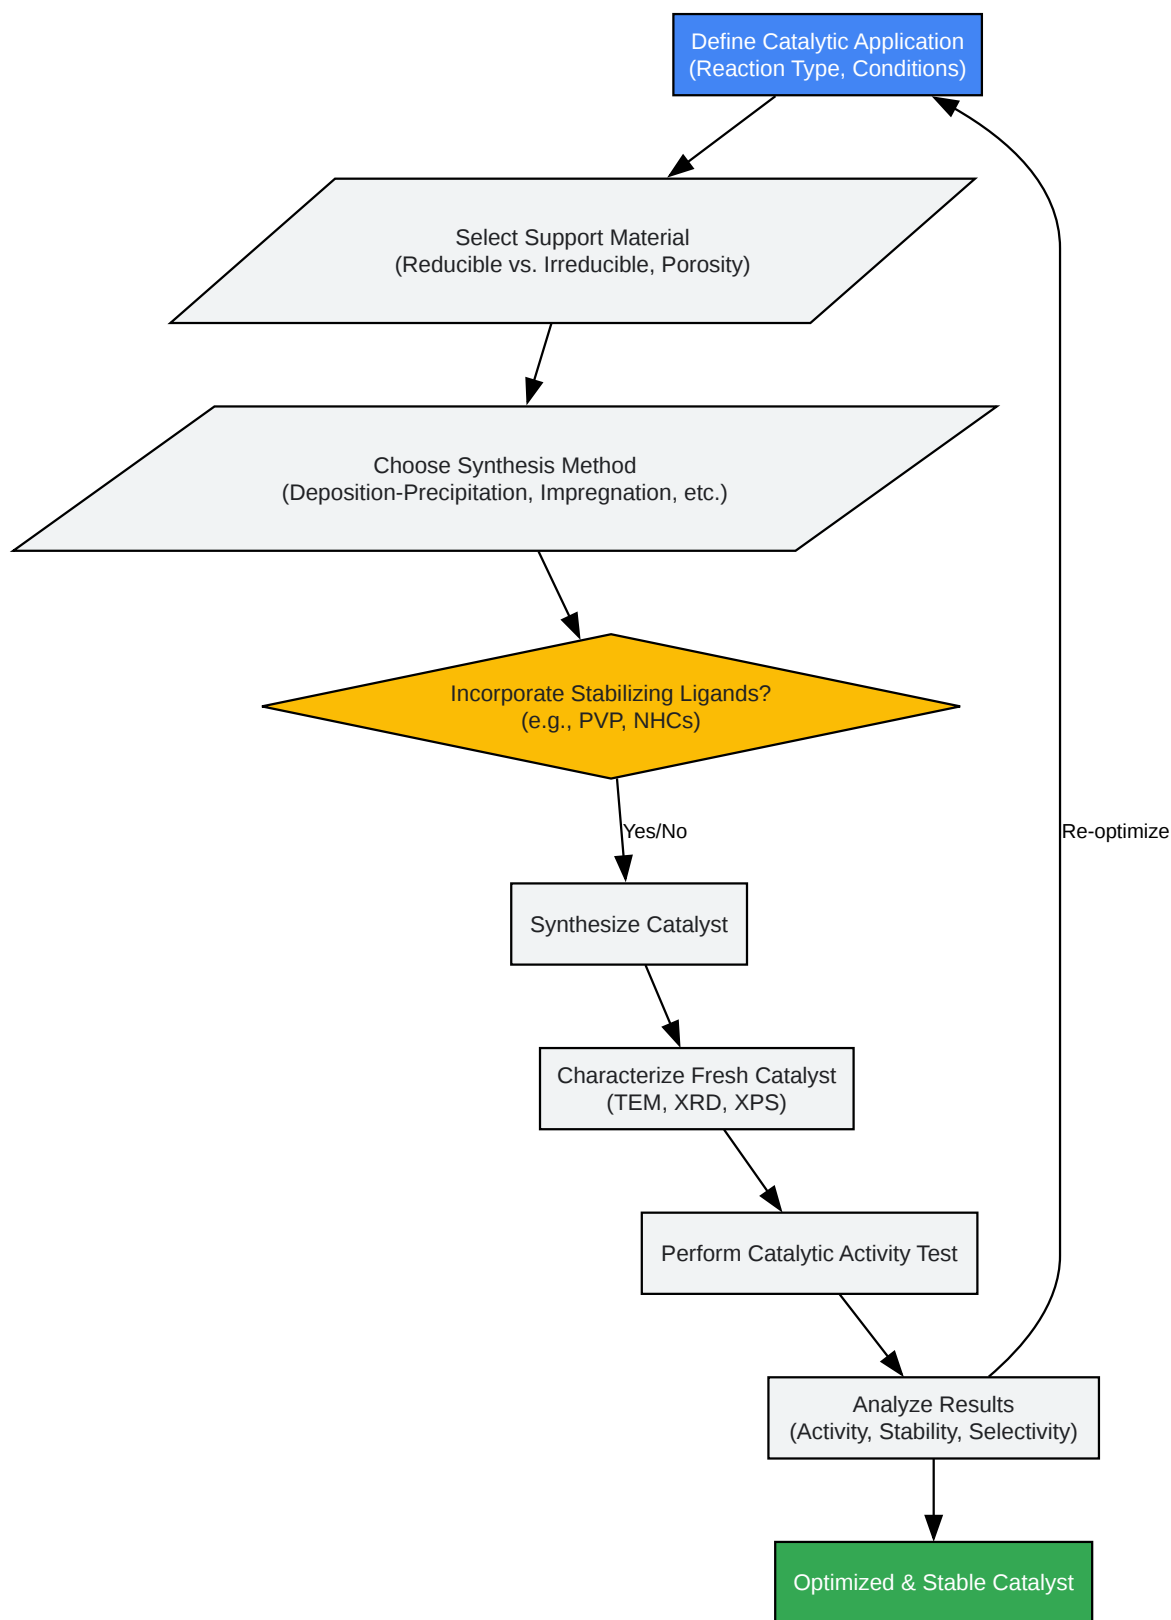 Define Catalytic Application
(Reaction Type, Conditions)
Select Support Material
(Reducible vs. Irreducible, Porosity)
Choose Synthesis Method
(Deposition-Precipitation, Impregnation, etc.)
Incorporate Stabilizing Ligands?
(e.g., PVP, NHCs)
Yes/No
Re-optimize
Synthesize Catalyst
Characterize Fresh Catalyst
(TEM, XRD, XPS)
Perform Catalytic Activity Test
Analyze Results
(Activity, Stability, Selectivity)
Optimized & Stable Catalyst